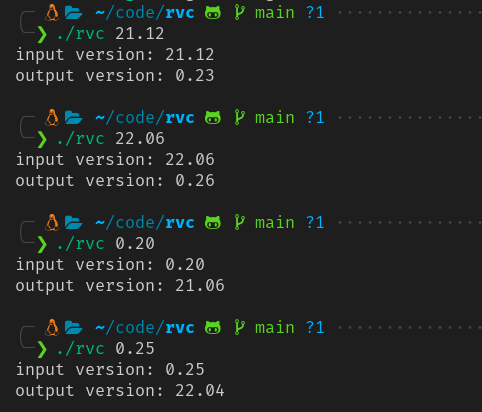 ~/code/rvc main ?1
❯ ./rvc 21.12
input version: 21.12
output version: 0.23
~/code/rvc main ?1
❯ ./rvc 22.06
input version: 22.06
output version: 0.26
~/code/rvc main ?1
❯ ./rvc 0.20
input version: 0.20
output version: 21.06
~/code/rvc main ?1
❯ ./rvc 0.25
input version: 0.25
output version: 22.04